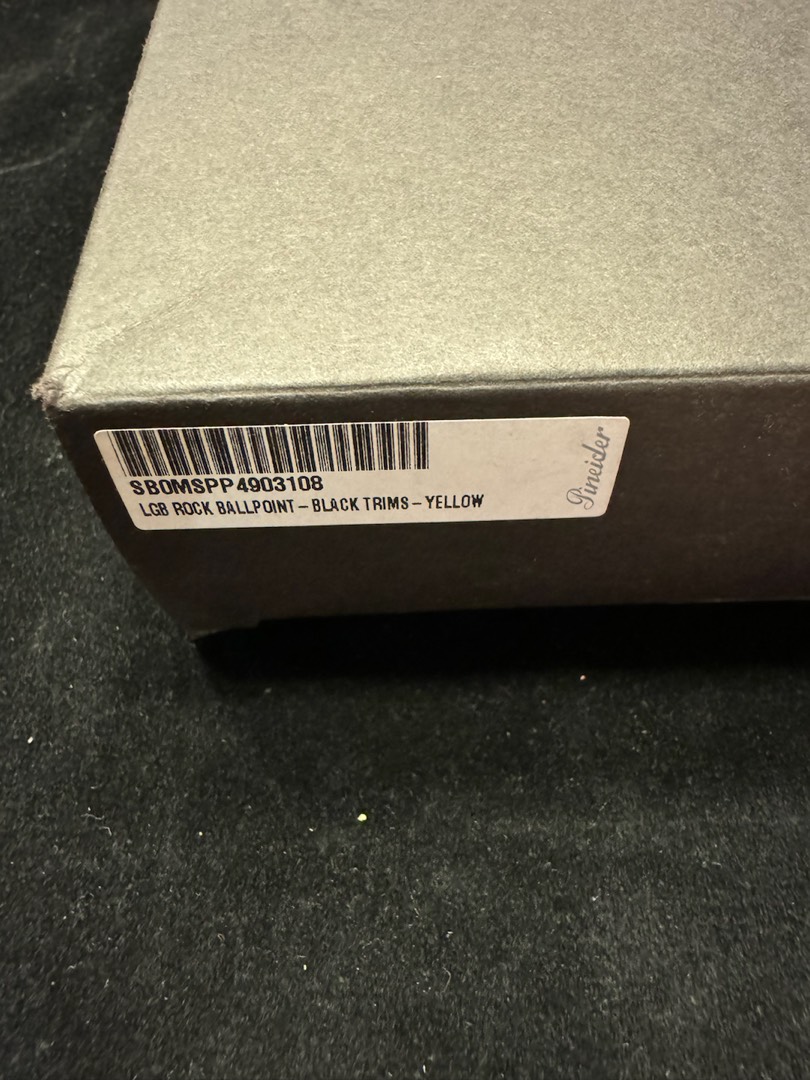 SB0MSPP4903108
LGB ROCK BALLPOINT – BLACK TRIMS – YELLOW
Pineider